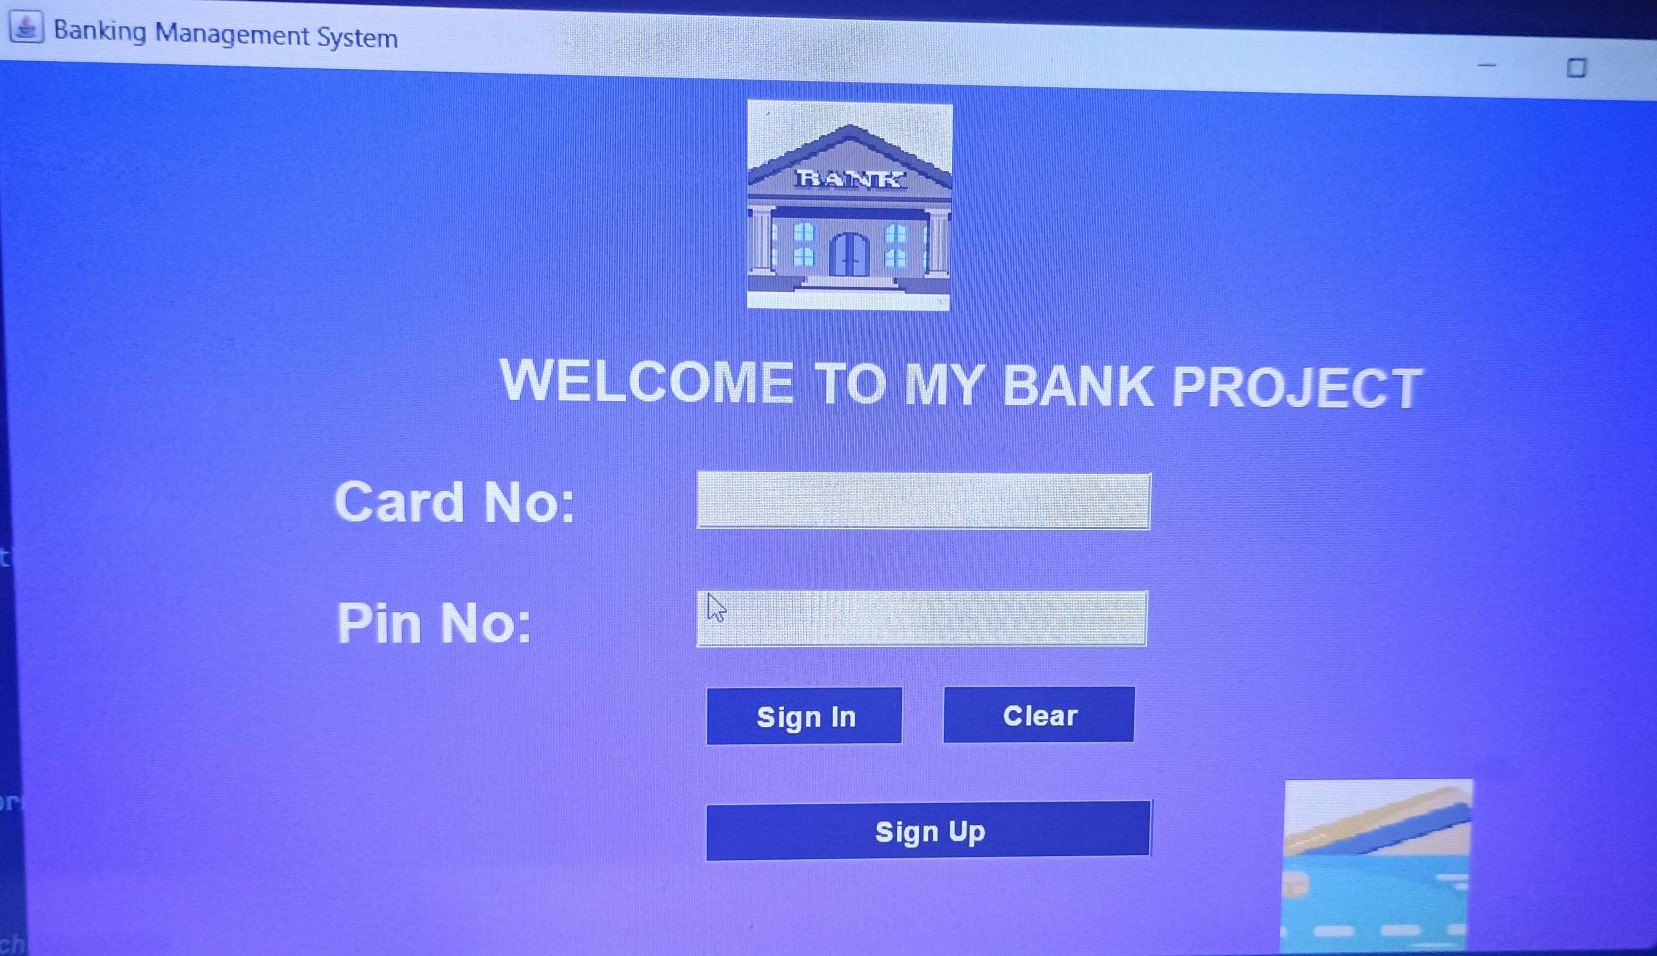 Banking Management System
BANK
WELCOME TO MY BANK PROJECT
Card No:
Pin No:
Sign In
Clear
Sign Up